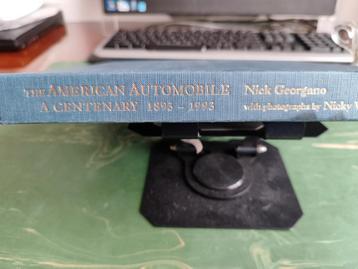 THE AMERICAN AUTOMOBILE
A CENTENARY 1893 - 1993
Nick Georgano
with photographs by Nicky